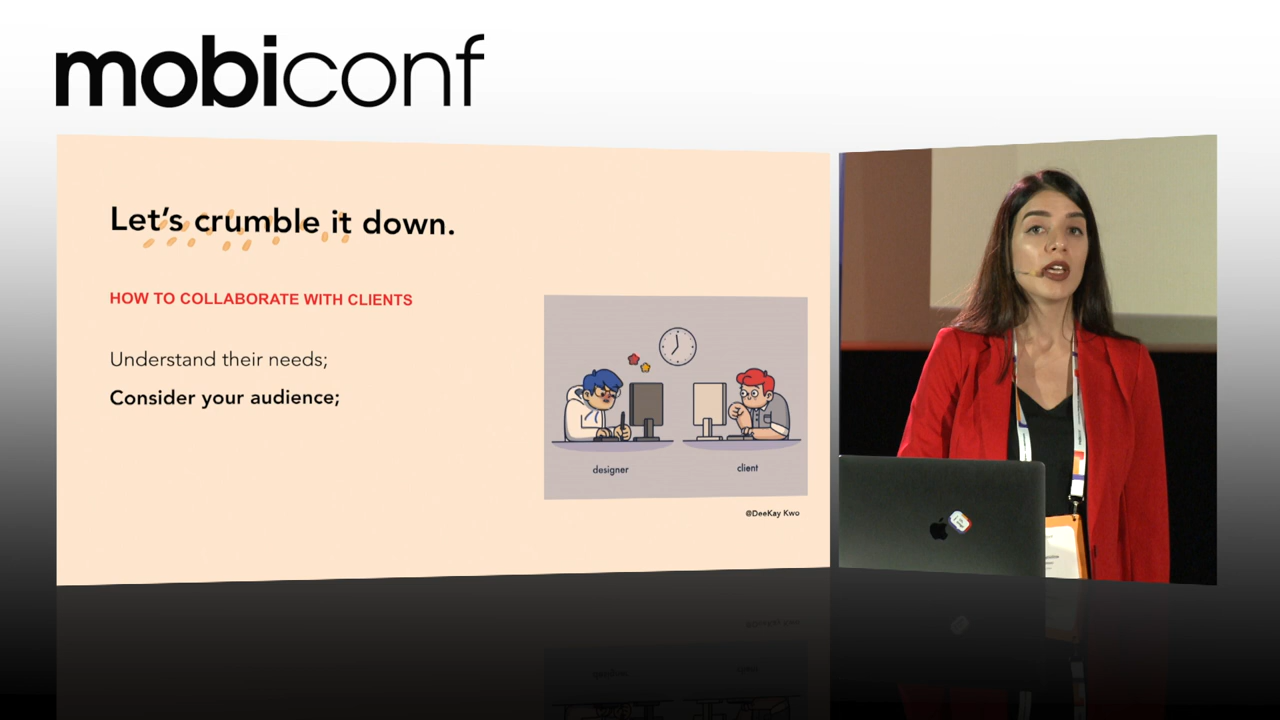 mobiconf
Let's crumble it down.
HOW TO COLLABORATE WITH CLIENTS
Understand their needs;
Consider your audience;
designer
client
@DeeKay Kwo